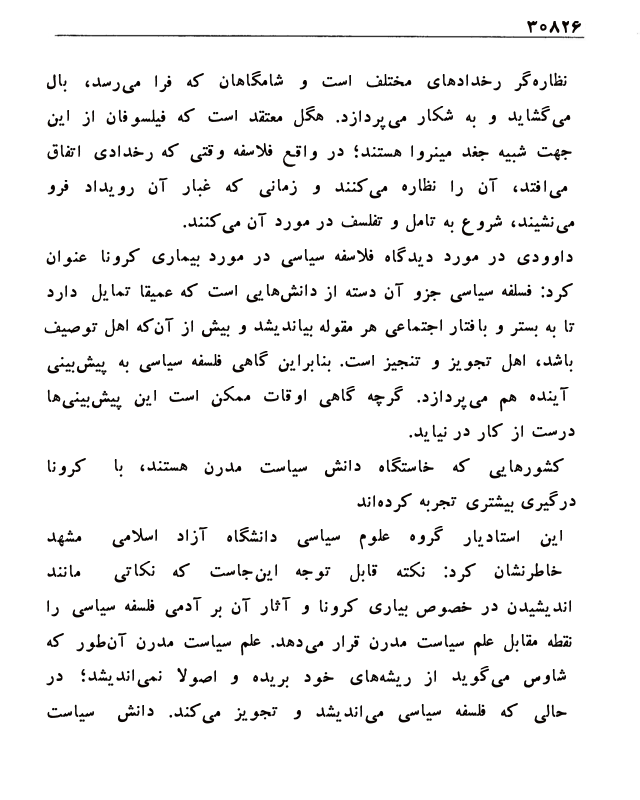 ۳۰۸۲۶
نظاره‌گر رخدادهای مختلف است و شامگاهان که فرا می‌رسد، بال
می‌گشاید و به شکار می‌پردازد. هگل معتقد است که فیلسوفان از این
جهت شبیه جغد مینروا هستند؛ در واقع فلاسفه وقتی که رخدادی اتفاق
می‌افتد، آن را نظاره می‌کنند و زمانی که غبار آن رویداد فرو
می‌نشیند، شروع به تامل و تفلسف در مورد آن می‌کنند.
داوودی در مورد دیدگاه فلاسفه سیاسی در مورد بیماری کرونا عنوان
کرد: فسلفه سیاسی جزو آن دسته از دانش‌هایی است که عمیقا تمایل دارد
تا به بستر و بافتار اجتماعی هر مقوله بیاندیشد و بیش از آن‌که اهل توصیف
باشد، اهل تجویز و تنجیز است. بنابراین گاهی فلسفه سیاسی به پیش‌بینی
آینده هم می‌پردازد. گرچه گاهی اوقات ممکن است این پیش‌بینی‌ها
درست از کار در نیاید.
کشورهایی که خاستگاه دانش سیاست مدرن هستند، با کرونا
درگیری بیشتری تجربه کرده‌اند
این استادیار گروه علوم سیاسی دانشگاه آزاد اسلامی مشهد
خاطرنشان کرد: نکته قابل توجه این‌جاست که نکاتی مانند
اندیشیدن در خصوص بیاری کرونا و آثار آن بر آدمی فلسفه سیاسی را
نقطه مقابل علم سیاست مدرن قرار می‌دهد. علم سیاست مدرن آن‌طور که
شاوس می‌گوید از ریشه‌های خود بریده و اصولا نمی‌اندیشد؛ در
حالی که فلسفه سیاسی می‌اندیشد و تجویز می‌کند. دانش سیاست